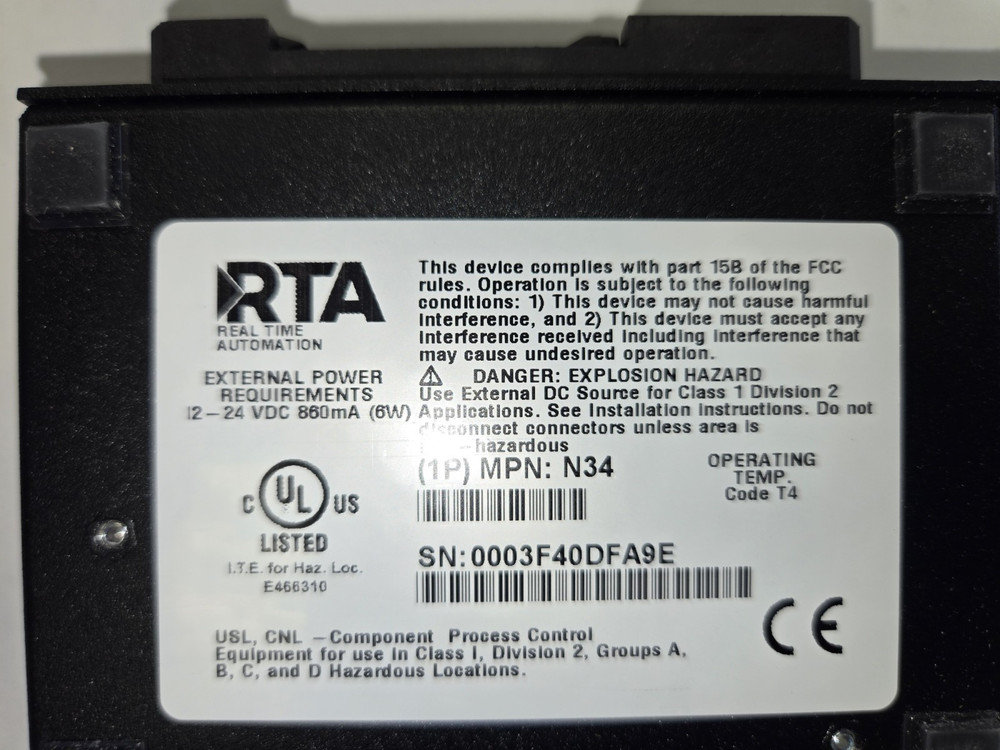 RTA
REAL TIME
AUTOMATION
EXTERNAL POWER
REQUIREMENTS
12-24 VDC 860mA (6W)
This device complies with part 15B of the FCC
rules. Operation is subject to the following
conditions: 1) This device may not cause harmful
interference, and 2) This device must accept any
interference received including interference that
may cause undesired operation.
DANGER: EXPLOSION HAZARD
Use External DC Source for Class 1 Division 2
Applications. See Installation Instructions. Do not
disconnect connectors unless area is
hazardous
(1P) MPN: N34
OPERATING
TEMP.
Code T4
C UL US
LISTED
I.T.E. for Haz. Loc.
E466310
SN:0003F40DFA9E
USL, CNL -Component Process Control
Equipment for use in Class I, Division 2, Groups A,
B, C, and D Hazardous Locations.
CE